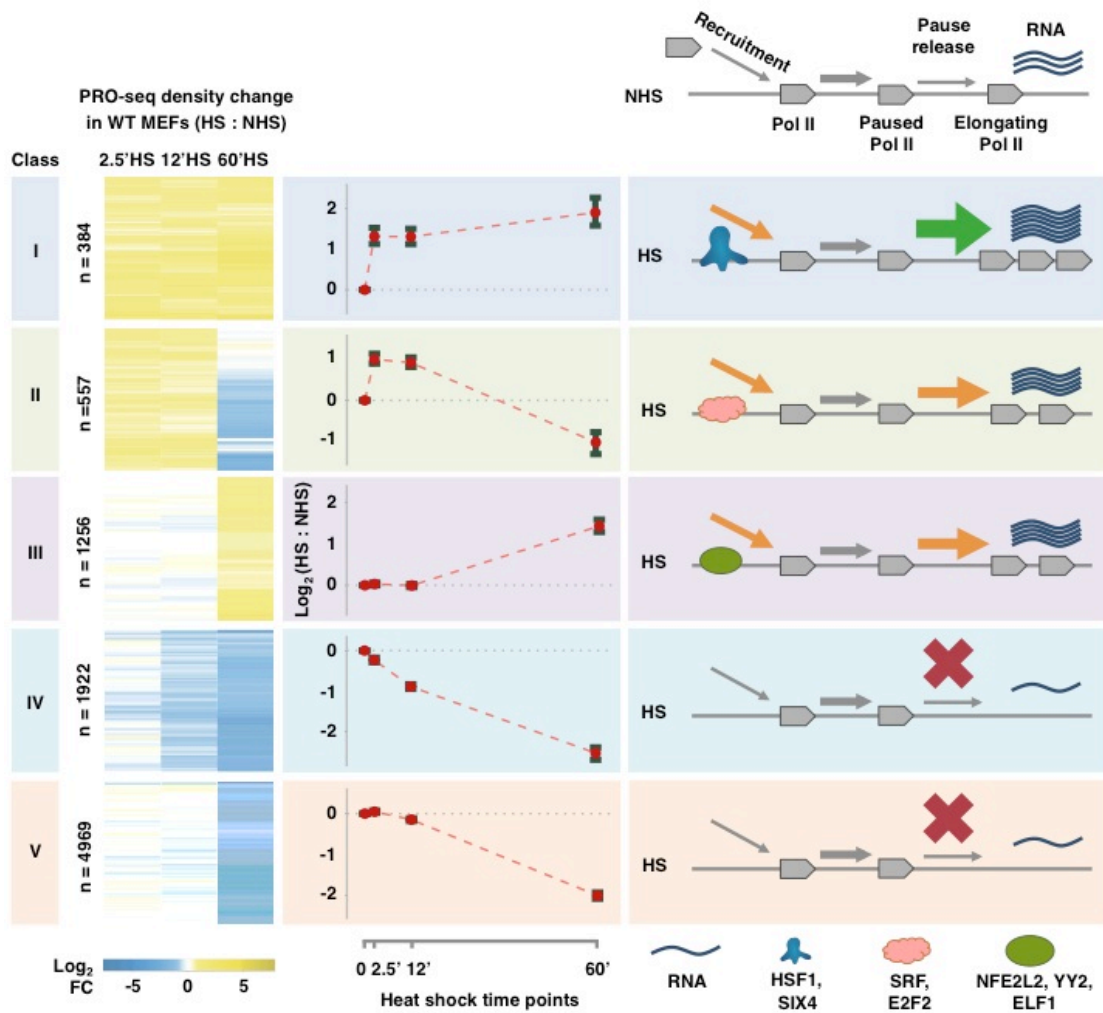 Recruitment
Pause
release
RNA
NHS
Pol II
Paused
Pol II
Elongating
Pol II
PRO-seq density change
in WT MEFs (HS : NHS)
Class
2.5'HS 12'HS 60'HS
I
n = 384
2
1
0
HS
II
n =557
1
0
-1
HS
III
n = 1256
Log2(HS : NHS)
2
1
0
HS
IV
n = 1922
0
-1
-2
HS
V
n = 4969
0
-1
-2
HS
Log2
FC
-5 0 5
0 2.5' 12' 60'
Heat shock time points
RNA
HSF1,
SIX4
SRF,
E2F2
NFE2L2, YY2,
ELF1